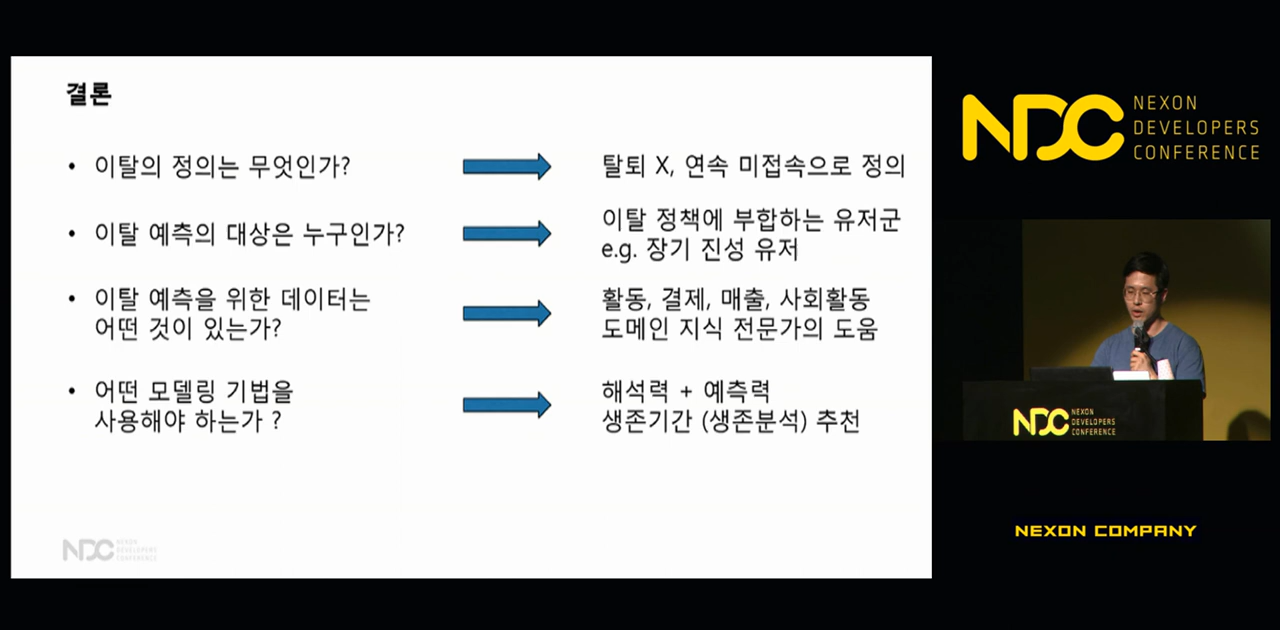 결론
• 이탈의 정의는 무엇인가?
탈퇴 X, 연속 미접속으로 정의
• 이탈 예측의 대상은 누구인가?
이탈 정책에 부합하는 유저군
e.g. 장기 진성 유저
• 이탈 예측을 위한 데이터는
어떤 것이 있는가?
활동, 결제, 매출, 사회활동
도메인 지식 전문가의 도움
• 어떤 모델링 기법을
사용해야 하는가 ?
해석력 + 예측력
생존기간 (생존분석) 추천
NDC NEXON
DEVELOPERS
CONFERENCE
NDC NEXON
DEVELOPERS
CONFERENCE
NDC NEXON
DEVELOPERS
CONFERENCE
NEXON COMPANY